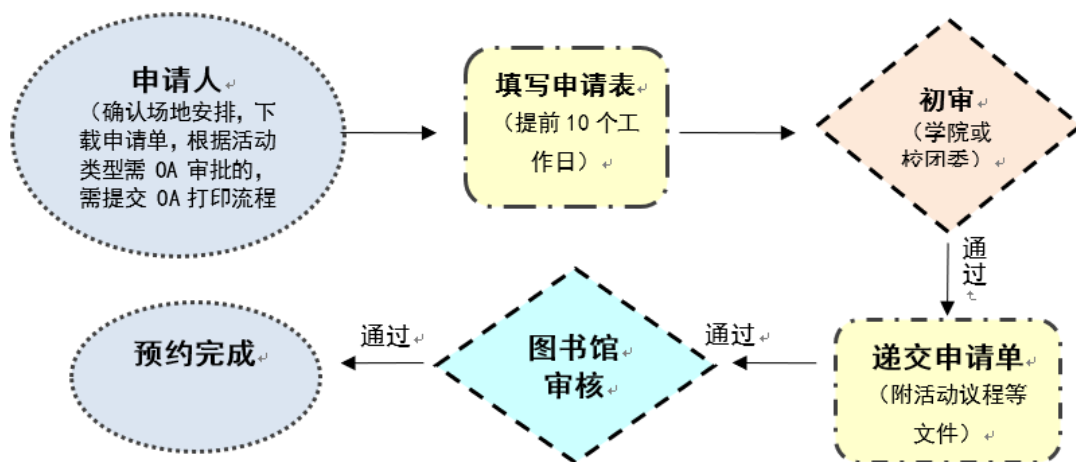 申请人
（确认场地安排，下
载申请单，根据活动
类型需 OA 审批的，
需提交 OA 打印流程
填写申请表
（提前 10 个工
作日）
初审
（学院或
校团委）
通
过
递交申请单
（附活动议程等
文件）
通过
图书馆
审核
通过
预约完成